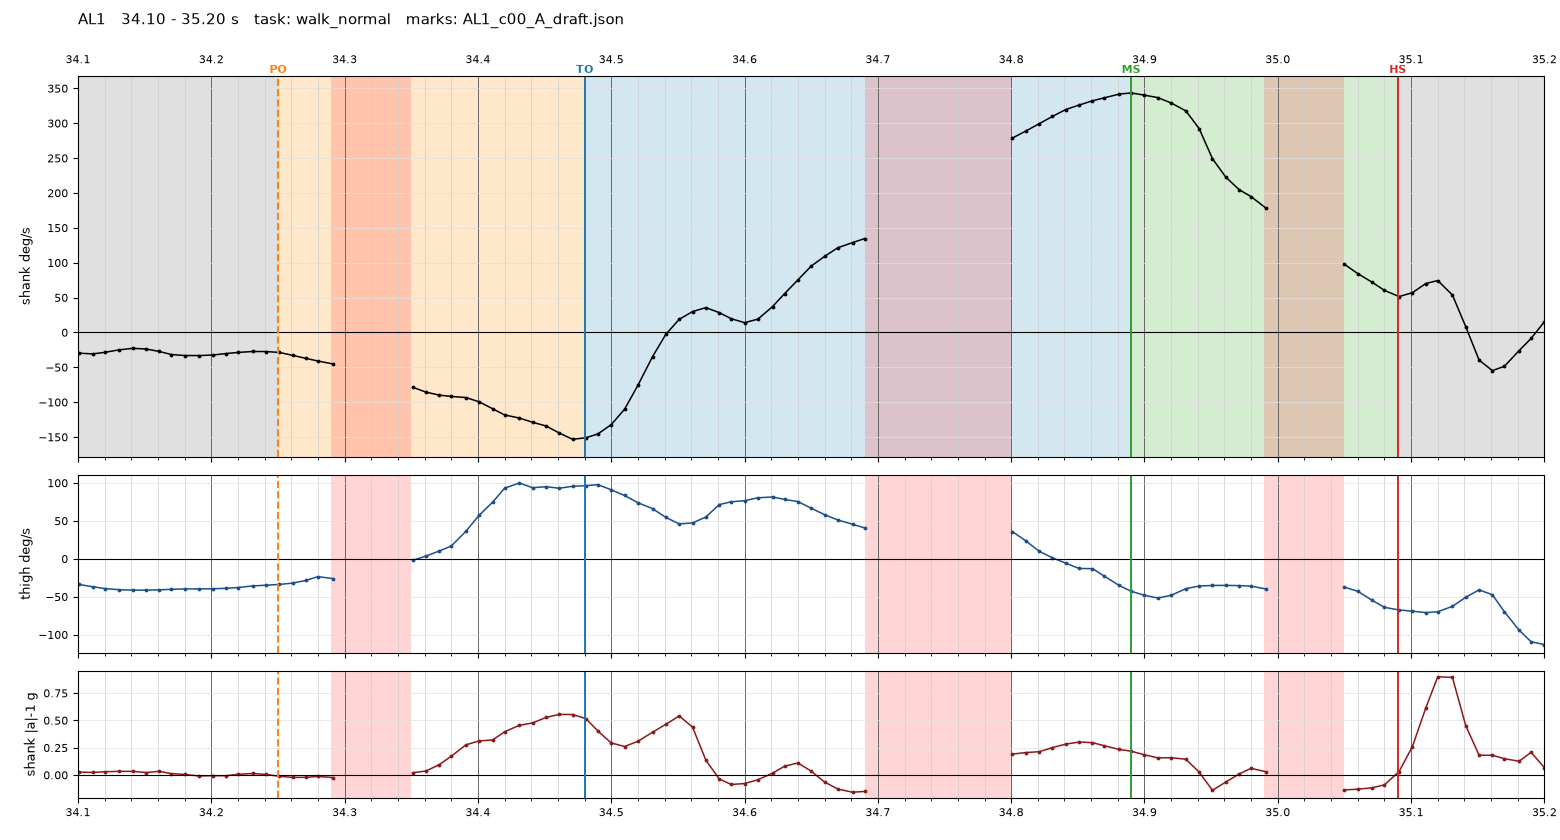 AL1   34.10 - 35.20 s   task: walk_normal   marks: AL1_c00_A_draft.json
34.1 34.2 34.3 34.4 34.5 34.6 34.7 34.8 34.9 35.0 35.1 35.2
PO TO MS HS
shank deg/s
350
300
250
200
150
100
50
0
−50
−100
−150
thigh deg/s
100
50
0
−50
−100
shank |a|-1 g
0.75
0.50
0.25
0.00
34.1 34.2 34.3 34.4 34.5 34.6 34.7 34.8 34.9 35.0 35.1 35.2